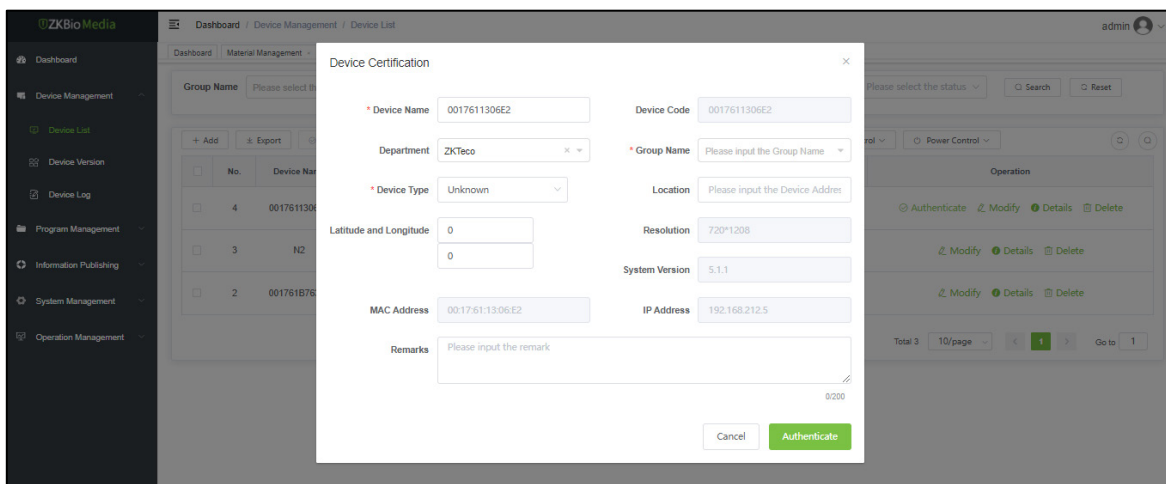 ZKBio Media
Dashboard / Device Management / Device List
admin
Dashboard
Device Management
Device List
Device Version
Device Log
Program Management
Information Publishing
System Management
Operation Management
Dashboard Material Management
Group Name Please select th
Please select the status
Search Reset
+ Add Export
rol Power Control
No. Device Nar Operation
4 001761130 Authenticate Modify Details Delete
3 N2 Modify Details Delete
2 001761B76 Modify Details Delete
Total 3 10/page < 1 > Go to 1
Device Certification ×
* Device Name 0017611306E2 Device Code 0017611306E2
Department ZKTeco × * Group Name Please input the Group Name
* Device Type Unknown Location Please input the Device Addres
Latitude and Longitude 0 Resolution 720*1208
0
System Version 5.1.1
MAC Address 00:17:61:13:06:E2 IP Address 192.168.212.5
Remarks Please input the remark
0/200
Cancel Authenticate